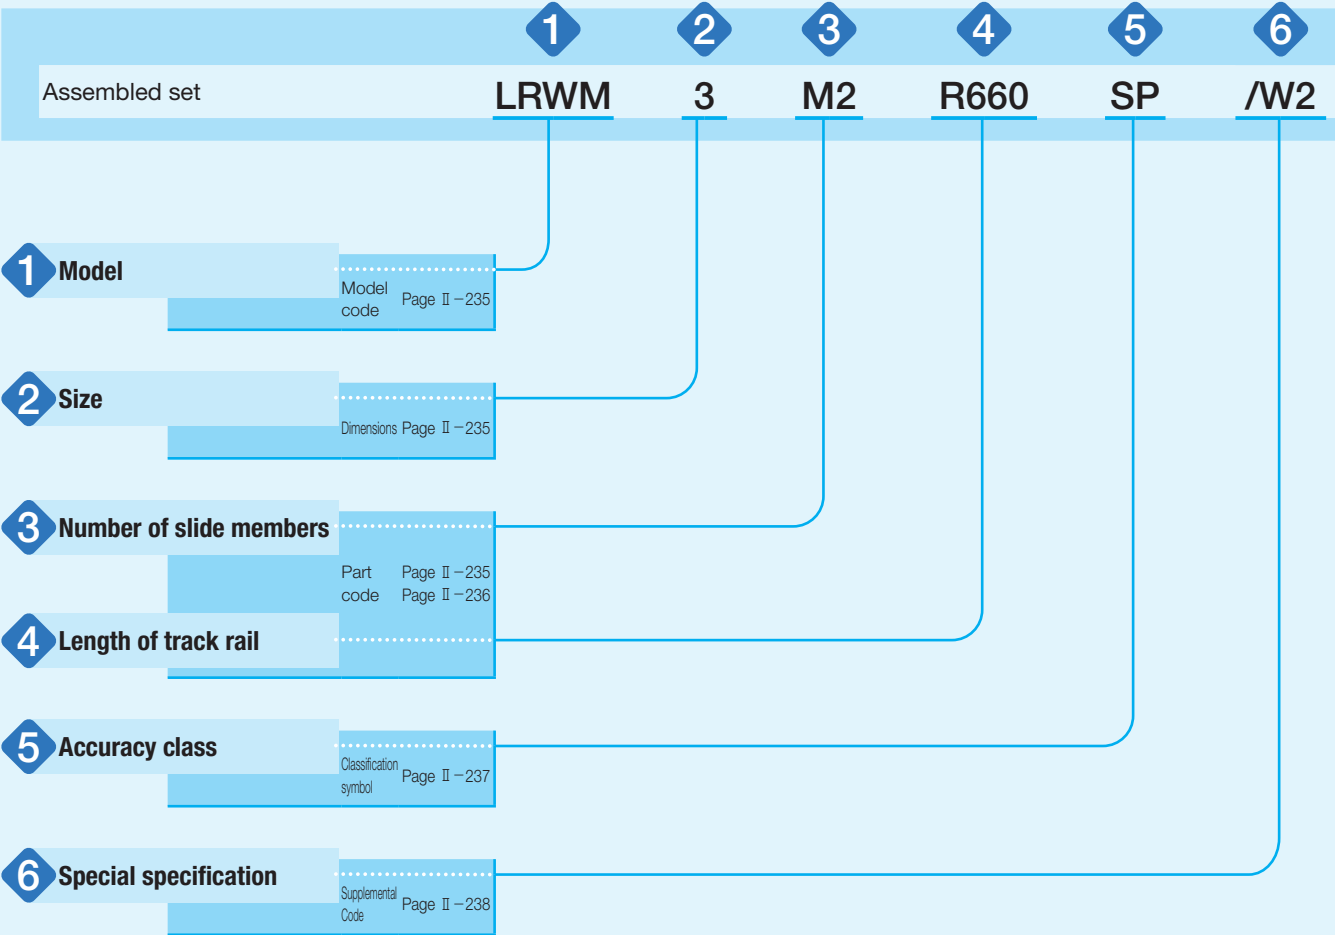 1 2 3 4 5 6
Assembled set LRWM 3 M2 R660 SP /W2
1 Model
Model code Page Ⅱ－235
2 Size
Dimensions Page Ⅱ－235
3 Number of slide members
Part code Page Ⅱ－235
Page Ⅱ－236
4 Length of track rail
5 Accuracy class
Classification symbol Page Ⅱ－237
6 Special specification
Supplemental Code Page Ⅱ－238